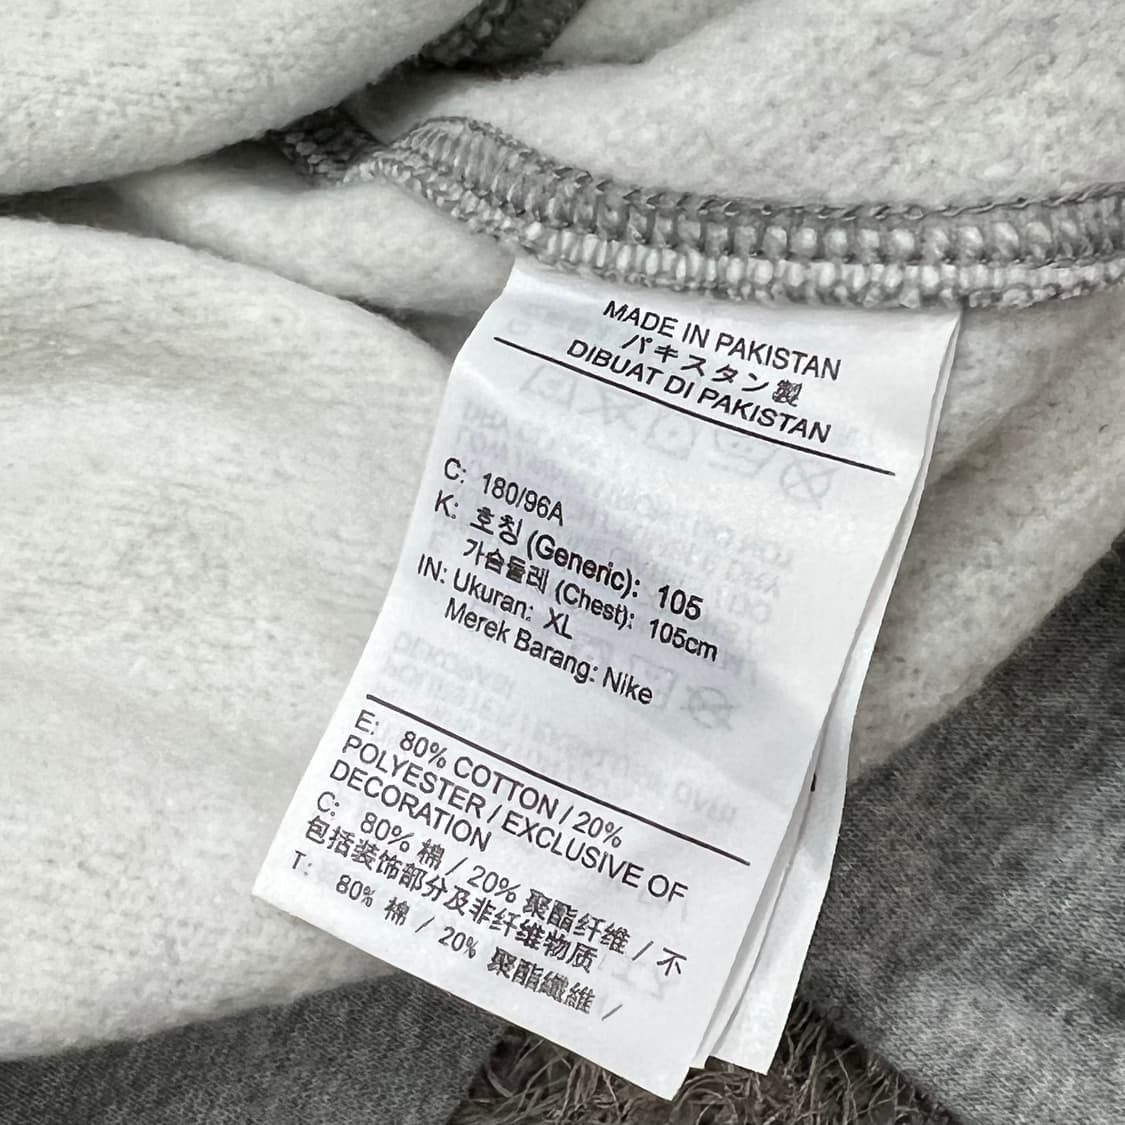 MADE IN PAKISTAN
パキスタン製
DIBUAT DI PAKISTAN
C: 180/96A
K: 호칭 (Generic): 105
가슴둘레 (Chest): 105cm
IN: Ukuran: XL
Merek Barang: Nike
E: 80% COTTON / 20%
POLYESTER / EXCLUSIVE OF
DECORATION
C: 80% 棉 / 20% 聚酯纤维 / 不
包括装饰部分及非纤维物质
T: 80% 棉 / 20% 聚酯纖維 /